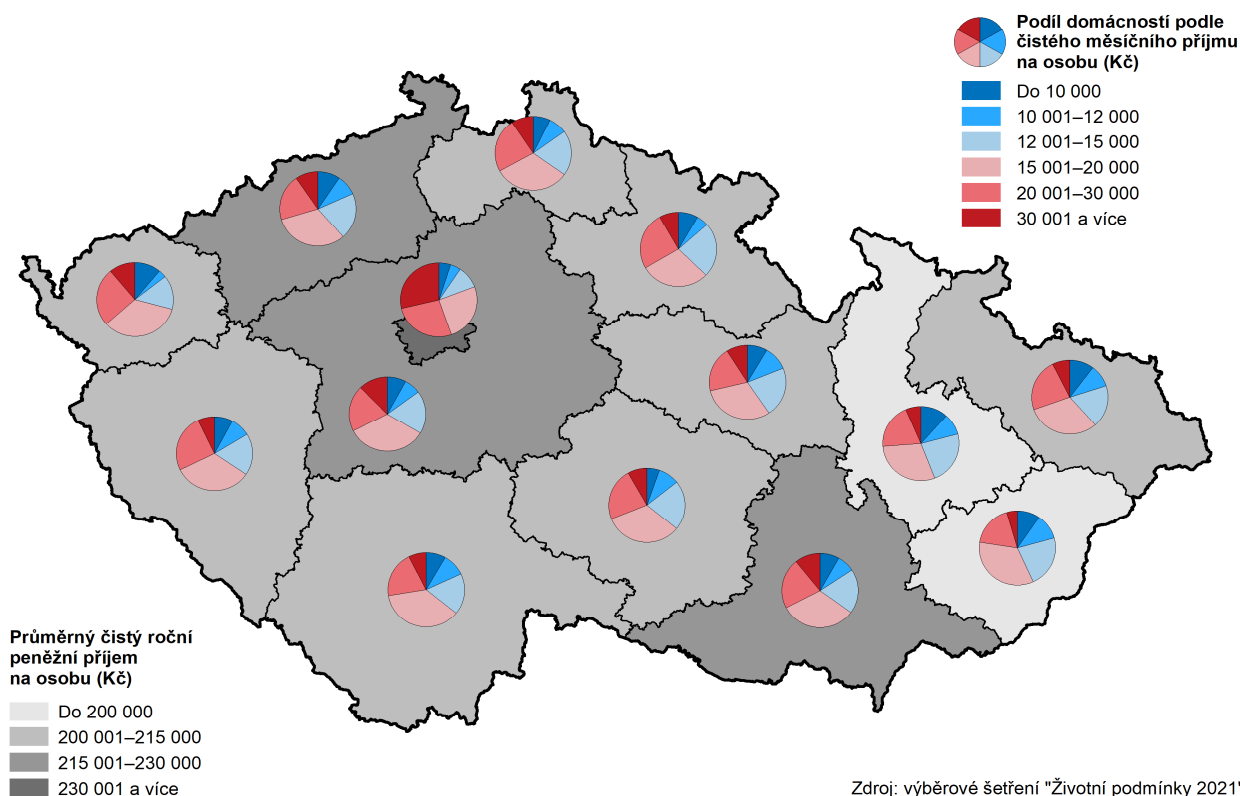 Podíl domácností podle
čistého měsíčního příjmu
na osobu (Kč)
Do 10 000
10 001–12 000
12 001–15 000
15 001–20 000
20 001–30 000
30 001 a více
Průměrný čistý roční
peněžní příjem
na osobu (Kč)
Do 200 000
200 001–215 000
215 001–230 000
230 001 a více
Zdroj: výběrové šetření "Životní podmínky 2021"